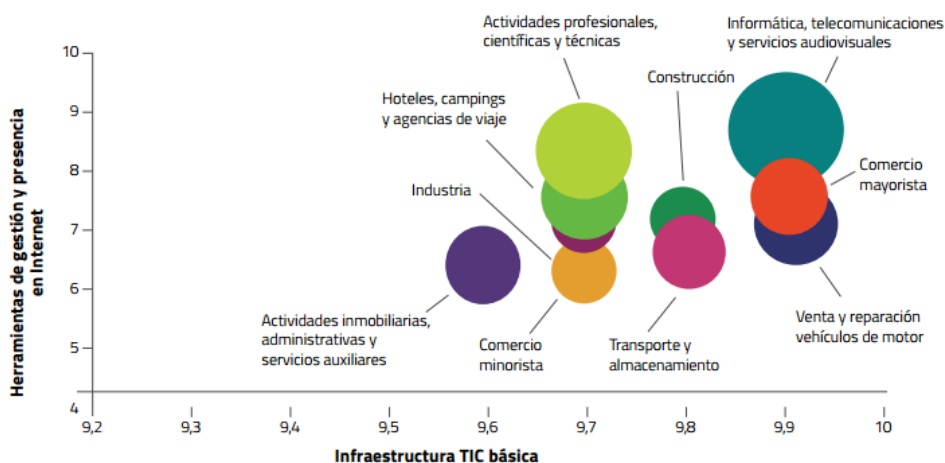 Actividades profesionales,
científicas y técnicas
Informática, telecomunicaciones
y servicios audiovisuales
Hoteles, campings
y agencias de viaje
Construcción
Industria
Comercio
mayorista
Actividades inmobiliarias,
administrativas y
servicios auxiliares
Comercio
minorista
Transporte y
almacenamiento
Venta y reparación
vehículos de motor
Herramientas de gestión y presencia
en Internet
10
9
8
7
6
5
4
9,2
9,3
9,4
9,5
9,6
9,7
9,8
9,9
10
Infraestructura TIC básica